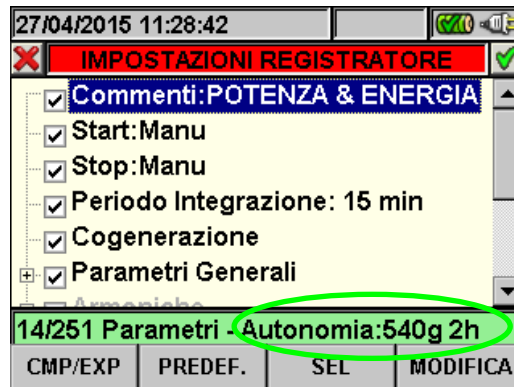 27/04/2015 11:28:42
IMPOSTAZIONI REGISTRATORE
Commenti:POTENZA & ENERGIA
Start:Manu
Stop:Manu
Periodo Integrazione: 15 min
Cogenerazione
Parametri Generali
Armoniche
14/251 Parametri - Autonomia:540g 2h
CMP/EXP PREDEF. SEL MODIFICA